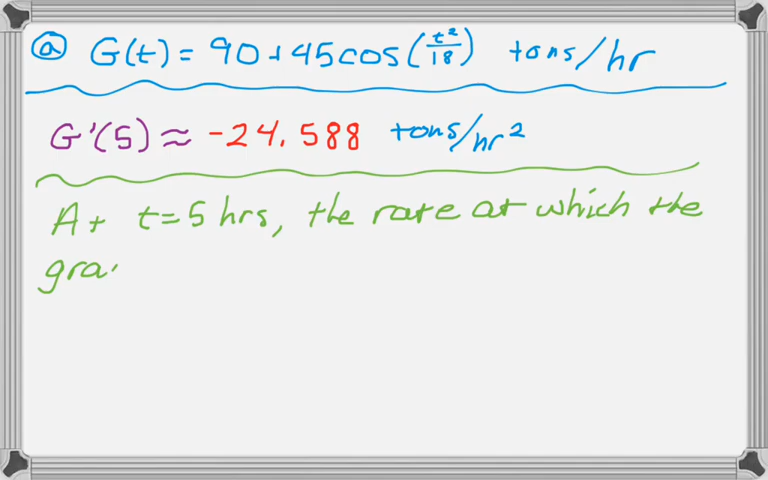 ⓐ G(t) = 90 + 45cos(t²/18) tons/hr
G'(5) ≈ -24.588 tons/hr²
At t = 5 hrs, the rate at which the
gra